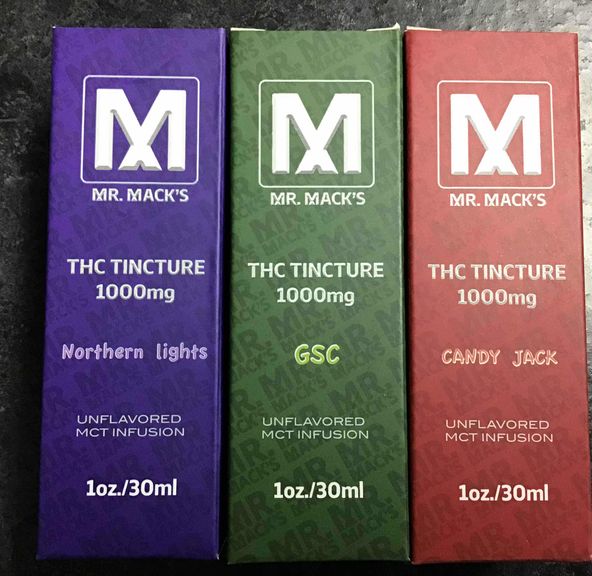 M
MR. MACK'S
THC TINCTURE
1000mg
Northern lights
UNFLAVORED
MCT INFUSION
1oz./30ml
M
MR. MACK'S
THC TINCTURE
1000mg
GSC
UNFLAVORED
MCT INFUSION
1oz./30ml
M
MR. MACK'S
THC TINCTURE
1000mg
CANDY JACK
UNFLAVORED
MCT INFUSION
1oz./30ml